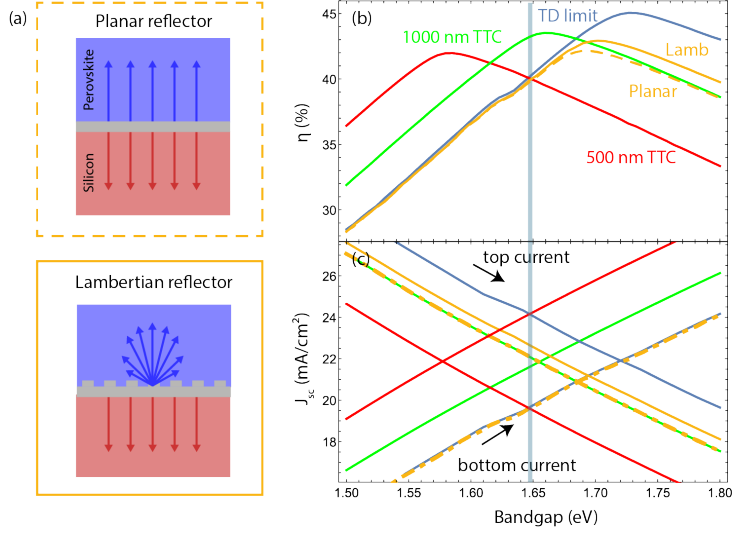 (a)
Planar reflector
Perovskite
Silicon
Lambertian reflector
(b)
TD limit
1000 nm TTC
Lamb
Planar
500 nm TTC
η (%)
45
40
35
30
(c)
top current
bottom current
J_sc (mA/cm²)
26
24
22
20
18
1.50 1.55 1.60 1.65 1.70 1.75 1.80
Bandgap (eV)